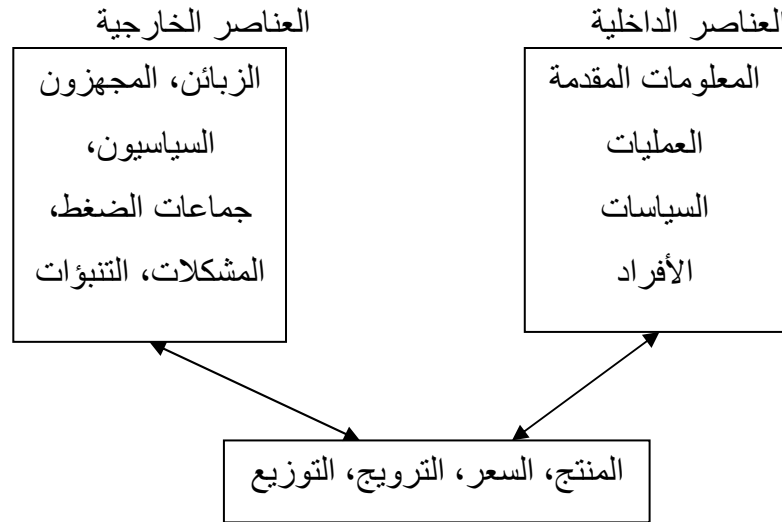 العناصر الداخلية
المعلومات المقدمة
العمليات
السياسات
الأفراد
العناصر الخارجية
الزبائن، المجهزون
السياسيون،
جماعات الضغط،
المشكلات، التنبؤات
المنتج، السعر، الترويج، التوزيع